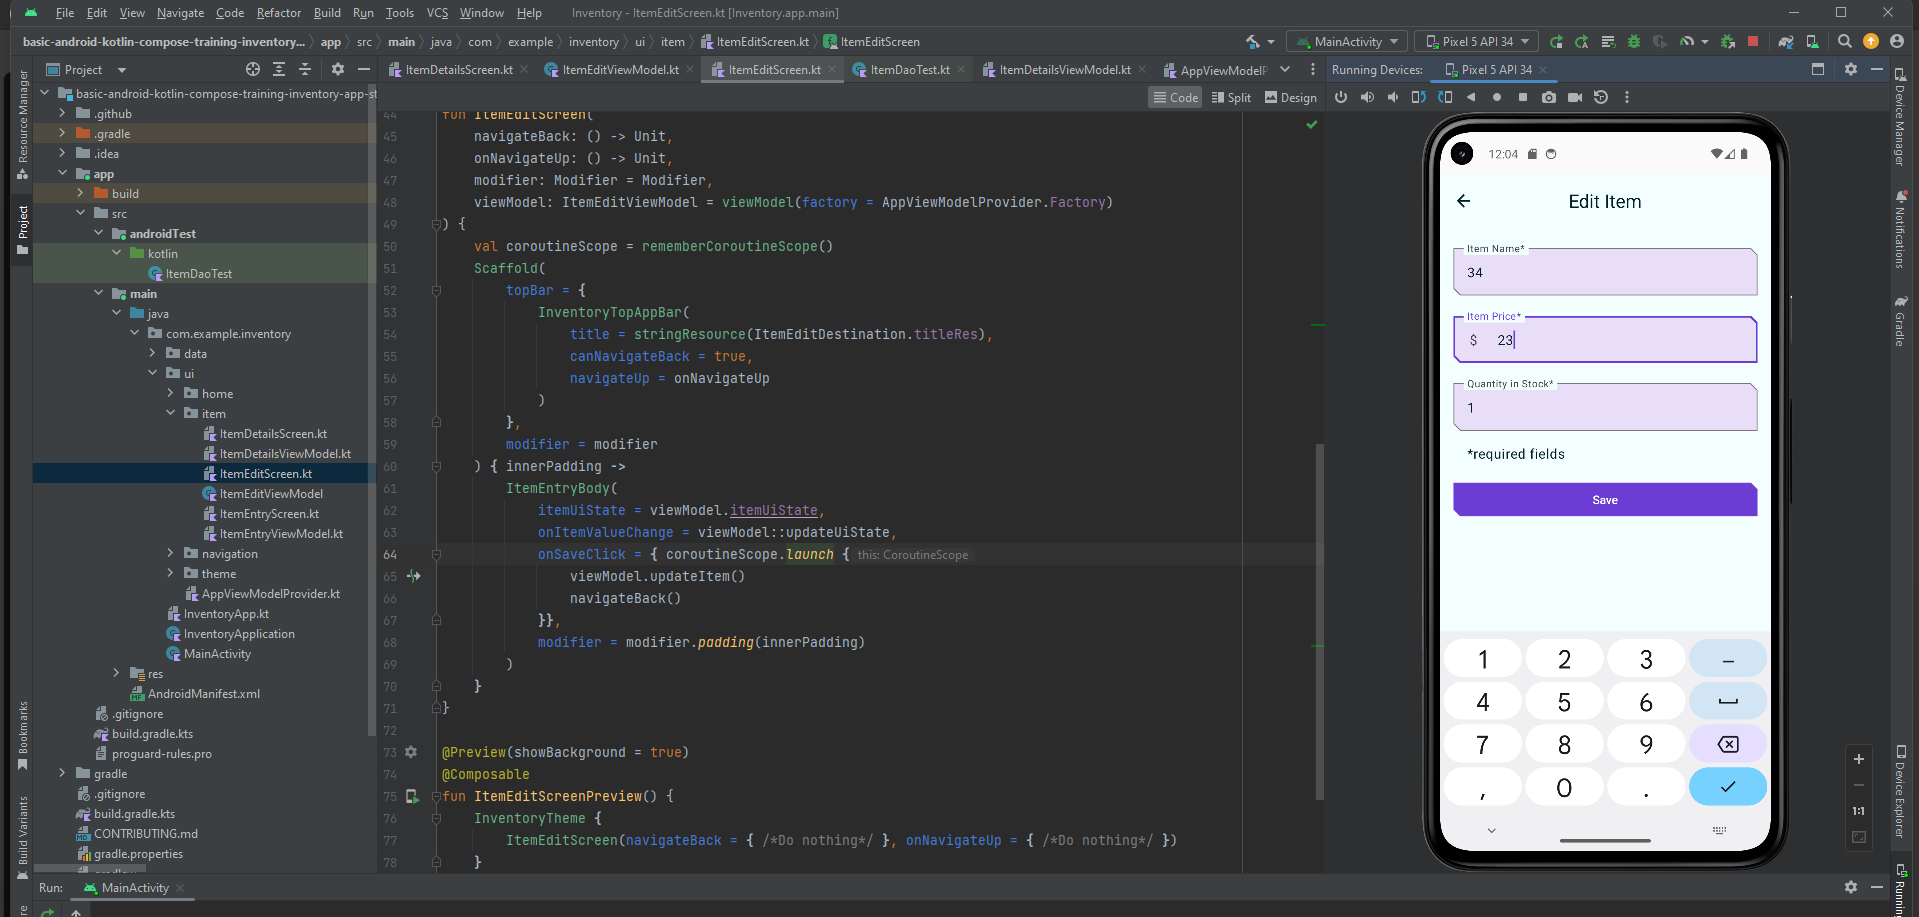 File Edit View Navigate Code Refactor Build Run Tools VCS Window Help Inventory - ItemEditScreen.kt [Inventory.app.main]
basic-android-kotlin-compose-training-inventory... app src main java com example inventory ui item ItemEditScreen.kt ItemEditScreen MainActivity Pixel 5 API 34
Project ItemDetailsScreen.kt ItemEditViewModel.kt ItemEditScreen.kt ItemDaoTest.kt ItemDetailsViewModel.kt AppViewModelP Running Devices: Pixel 5 API 34
Code Split Design
Resource Manager
Project
Bookmarks
Build Variants
basic-android-kotlin-compose-training-inventory-app-st
.github
.gradle
.idea
app
build
src
androidTest
kotlin
ItemDaoTest
main
java
com.example.inventory
data
ui
home
item
ItemDetailsScreen.kt
ItemDetailsViewModel.kt
ItemEditScreen.kt
ItemEditViewModel
ItemEntryScreen.kt
ItemEntryViewModel.kt
navigation
theme
AppViewModelProvider.kt
InventoryApp.kt
InventoryApplication
MainActivity
res
AndroidManifest.xml
.gitignore
build.gradle.kts
proguard-rules.pro
gradle
.gitignore
build.gradle.kts
CONTRIBUTING.md
gradle.properties
44 fun ItemEditScreen(
45 navigateBack: () -> Unit,
46 onNavigateUp: () -> Unit,
47 modifier: Modifier = Modifier,
48 viewModel: ItemEditViewModel = viewModel(factory = AppViewModelProvider.Factory)
49 ) {
50 val coroutineScope = rememberCoroutineScope()
51 Scaffold(
52 topBar = {
53 InventoryTopAppBar(
54 title = stringResource(ItemEditDestination.titleRes),
55 canNavigateBack = true,
56 navigateUp = onNavigateUp
57 )
58 },
59 modifier = modifier
60 ) { innerPadding ->
61 ItemEntryBody(
62 itemUiState = viewModel.itemUiState,
63 onItemValueChange = viewModel::updateUiState,
64 onSaveClick = { coroutineScope.launch { this: CoroutineScope
65 viewModel.updateItem()
66 navigateBack()
67 }},
68 modifier = modifier.padding(innerPadding)
69 )
70 }
71 }
72
73 @Preview(showBackground = true)
74 @Composable
75 fun ItemEditScreenPreview() {
76 InventoryTheme {
77 ItemEditScreen(navigateBack = { /*Do nothing*/ }, onNavigateUp = { /*Do nothing*/ })
78 }
12:04
Edit Item
Item Name*
34
Item Price*
$ 23
Quantity in Stock*
1
*required fields
Save
1 2 3 _
4 5 6
7 8 9
, 0 .
1:1
Device Manager
Notifications
Gradle
Device Explorer
Run: MainActivity